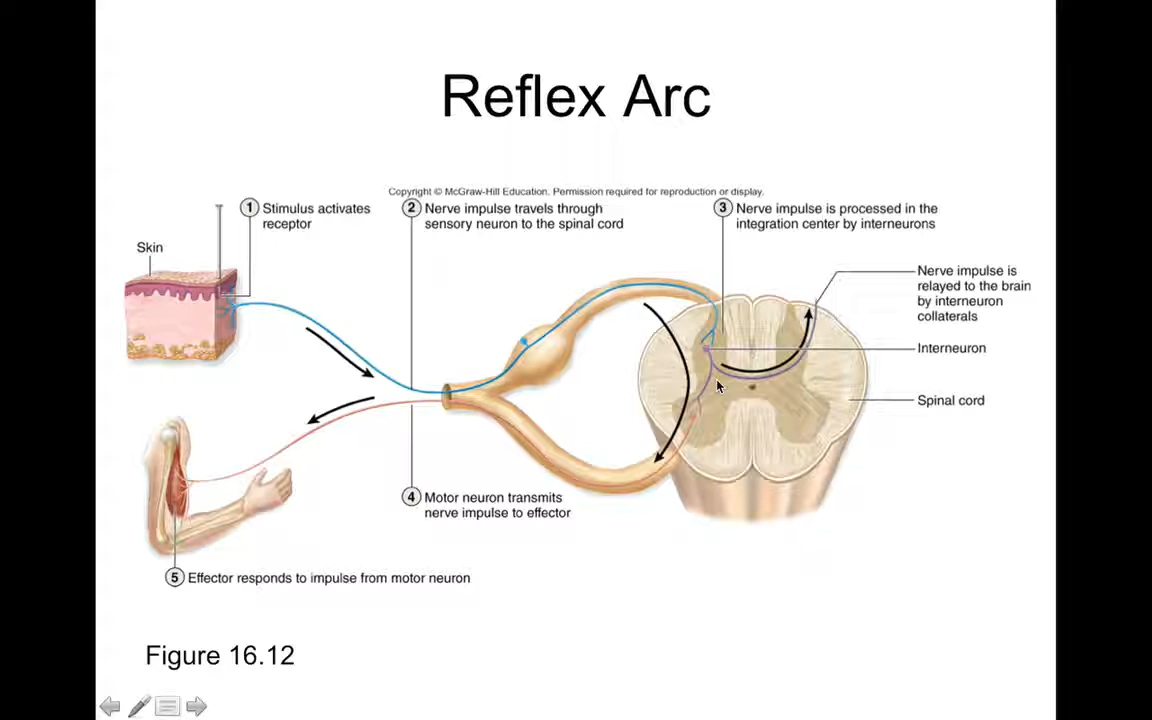 Reflex Arc
Copyright © McGraw-Hill Education. Permission required for reproduction or display.
1 Stimulus activates
receptor
2 Nerve impulse travels through
sensory neuron to the spinal cord
3 Nerve impulse is processed in the
integration center by interneurons
Skin
Nerve impulse is
relayed to the brain
by interneuron
collaterals
Interneuron
Spinal cord
4 Motor neuron transmits
nerve impulse to effector
5 Effector responds to impulse from motor neuron
Figure 16.12